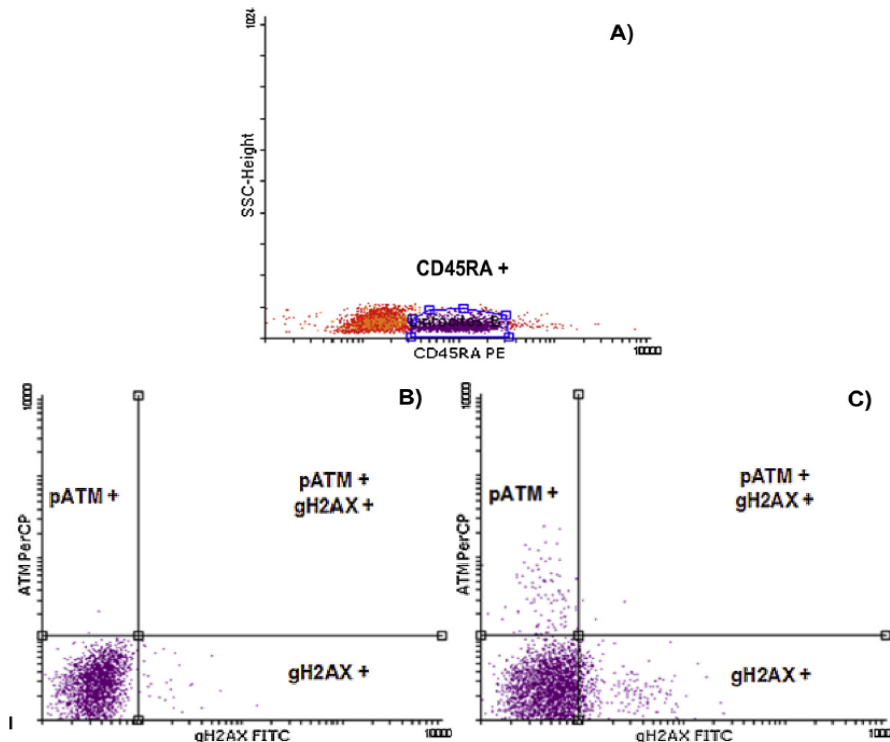 A)
1024
SSC-Height
CD45RA +
CD45RA PE
10000
B)
10000
ATM PerCP
pATM +
pATM +
gH2AX +
gH2AX +
gH2AX FITC
10000
C)
10000
ATM PerCP
pATM +
pATM +
gH2AX +
gH2AX +
gH2AX FITC
I